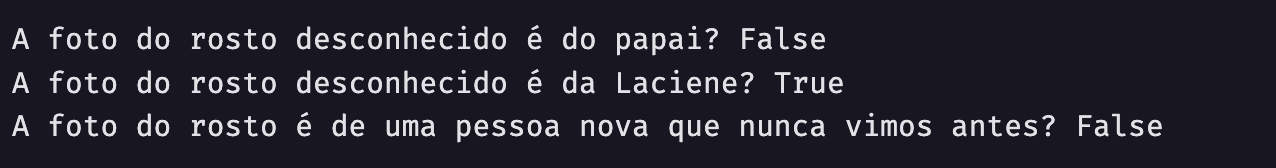 A foto do rosto desconhecido é do papai? False
A foto do rosto desconhecido é da Laciene? True
A foto do rosto é de uma pessoa nova que nunca vimos antes? False